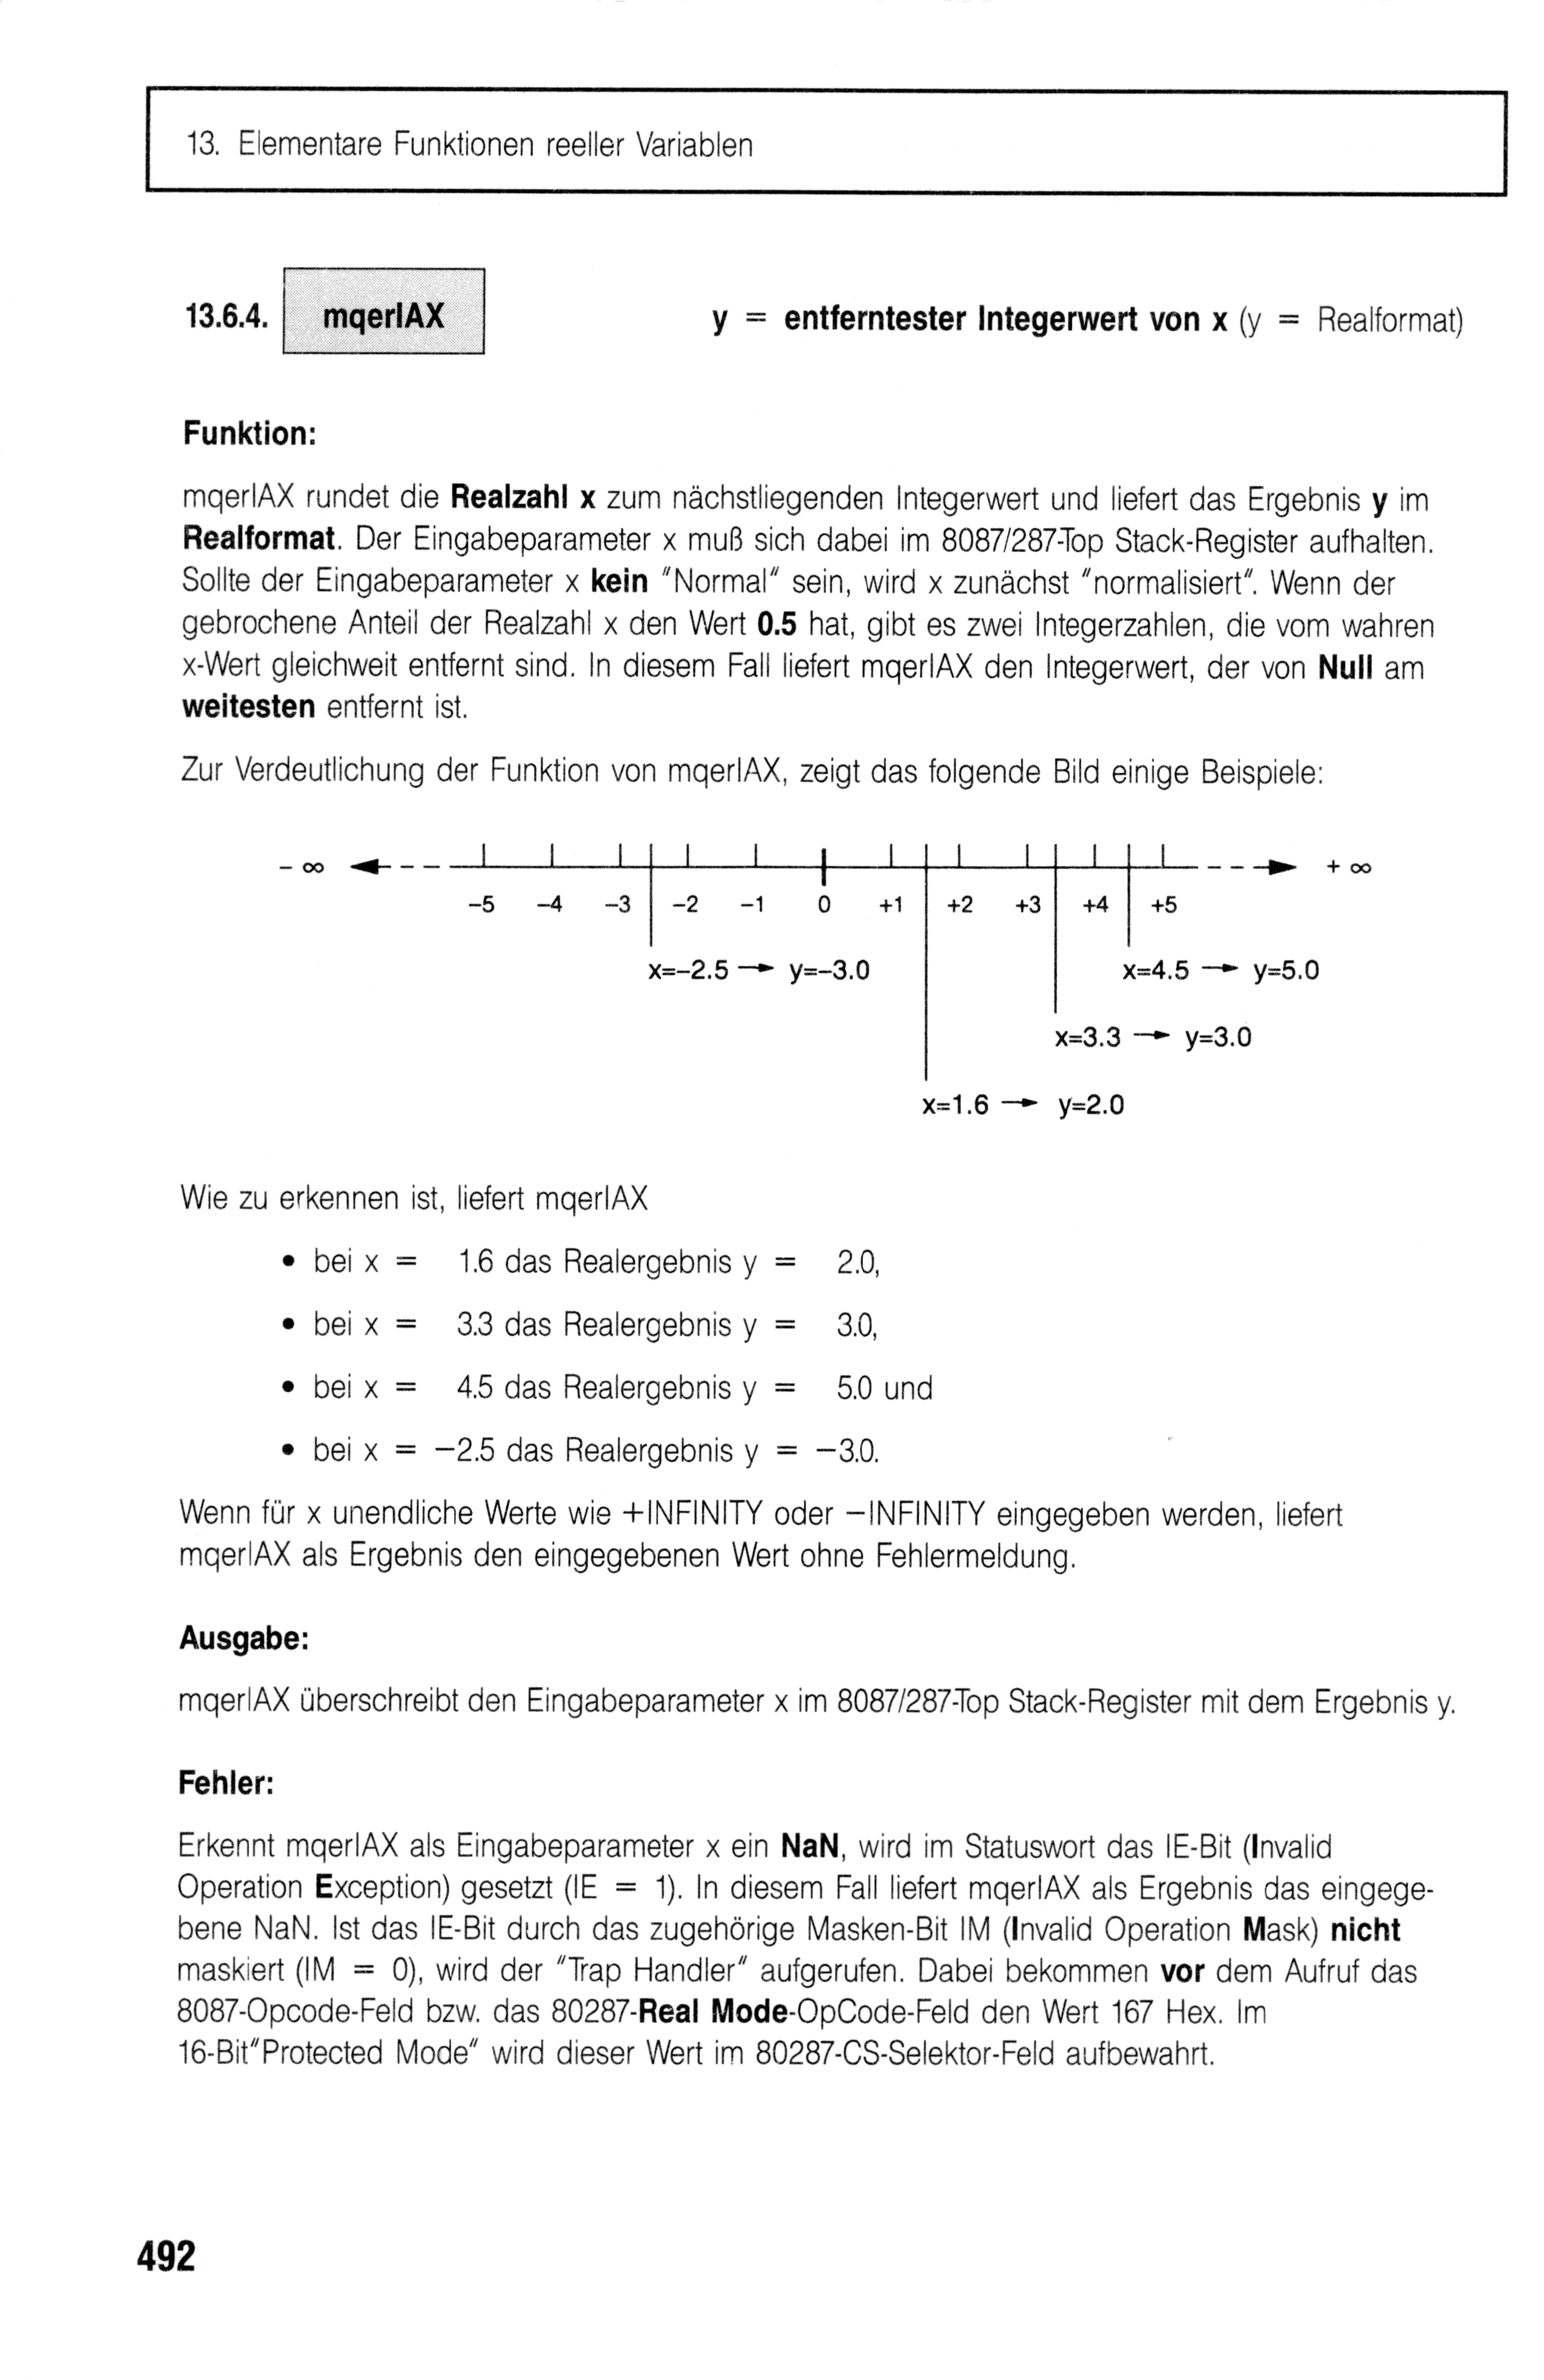 13. Elementare Funktionen reeller Variablen
13.6.4. mqerIAX y = entferntester Integerwert von x (y = Realformat)
Funktion:
mqerIAX rundet die Realzahl x zum nächstliegenden Integerwert und liefert das Ergebnis y im
Realformat. Der Eingabeparameter x muß sich dabei im 8087/287-Top Stack-Register aufhalten.
Sollte der Eingabeparameter x kein "Normal" sein, wird x zunächst "normalisiert". Wenn der
gebrochene Anteil der Realzahl x den Wert 0.5 hat, gibt es zwei Integerzahlen, die vom wahren
x-Wert gleichweit entfernt sind. In diesem Fall liefert mqerIAX den Integerwert, der von Null am
weitesten entfernt ist.
Zur Verdeutlichung der Funktion von mqerIAX, zeigt das folgende Bild einige Beispiele:
− ∞ + ∞
−5 −4 −3 −2 −1 0 +1 +2 +3 +4 +5
x=−2.5 → y=−3.0 x=4.5 → y=5.0
x=3.3 → y=3.0
x=1.6 → y=2.0
Wie zu erkennen ist, liefert mqerIAX
• bei x = 1.6 das Realergebnis y = 2.0,
• bei x = 3.3 das Realergebnis y = 3.0,
• bei x = 4.5 das Realergebnis y = 5.0 und
• bei x = −2.5 das Realergebnis y = −3.0.
Wenn für x unendliche Werte wie +INFINITY oder −INFINITY eingegeben werden, liefert
mqerIAX als Ergebnis den eingegebenen Wert ohne Fehlermeldung.
Ausgabe:
mqerIAX überschreibt den Eingabeparameter x im 8087/287-Top Stack-Register mit dem Ergebnis y.
Fehler:
Erkennt mqerIAX als Eingabeparameter x ein NaN, wird im Statuswort das IE-Bit (Invalid
Operation Exception) gesetzt (IE = 1). In diesem Fall liefert mqerIAX als Ergebnis das eingege-
bene NaN. Ist das IE-Bit durch das zugehörige Masken-Bit IM (Invalid Operation Mask) nicht
maskiert (IM = 0), wird der "Trap Handler" aufgerufen. Dabei bekommen vor dem Aufruf das
8087-Opcode-Feld bzw. das 80287-Real Mode-OpCode-Feld den Wert 167 Hex. Im
16-Bit"Protected Mode" wird dieser Wert im 80287-CS-Selektor-Feld aufbewahrt.
492